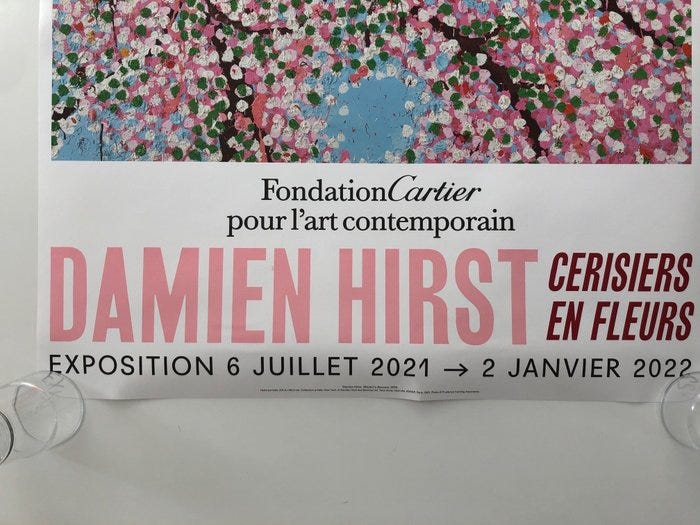 Fondation Cartier
pour l'art contemporain
DAMIEN HIRST
CERISIERS
EN FLEURS
EXPOSITION 6 JUILLET 2021 → 2 JANVIER 2022